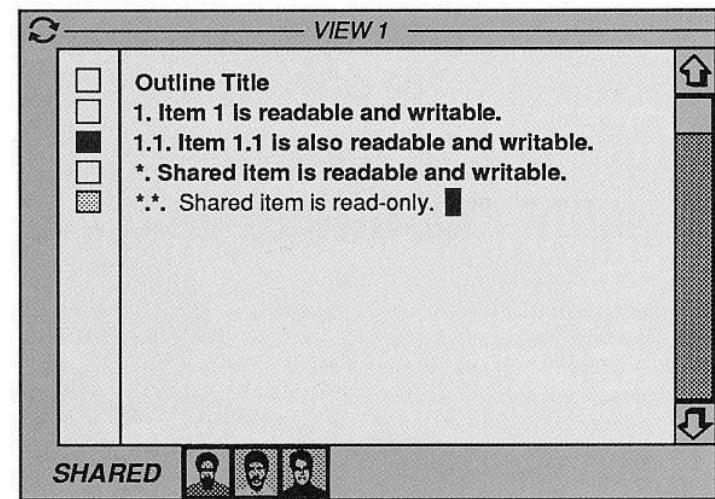 VIEW 1
Outline Title
1. Item 1 is readable and writable.
1.1. Item 1.1 is also readable and writable.
*. Shared item is readable and writable.
*.*. Shared item is read-only.
SHARED